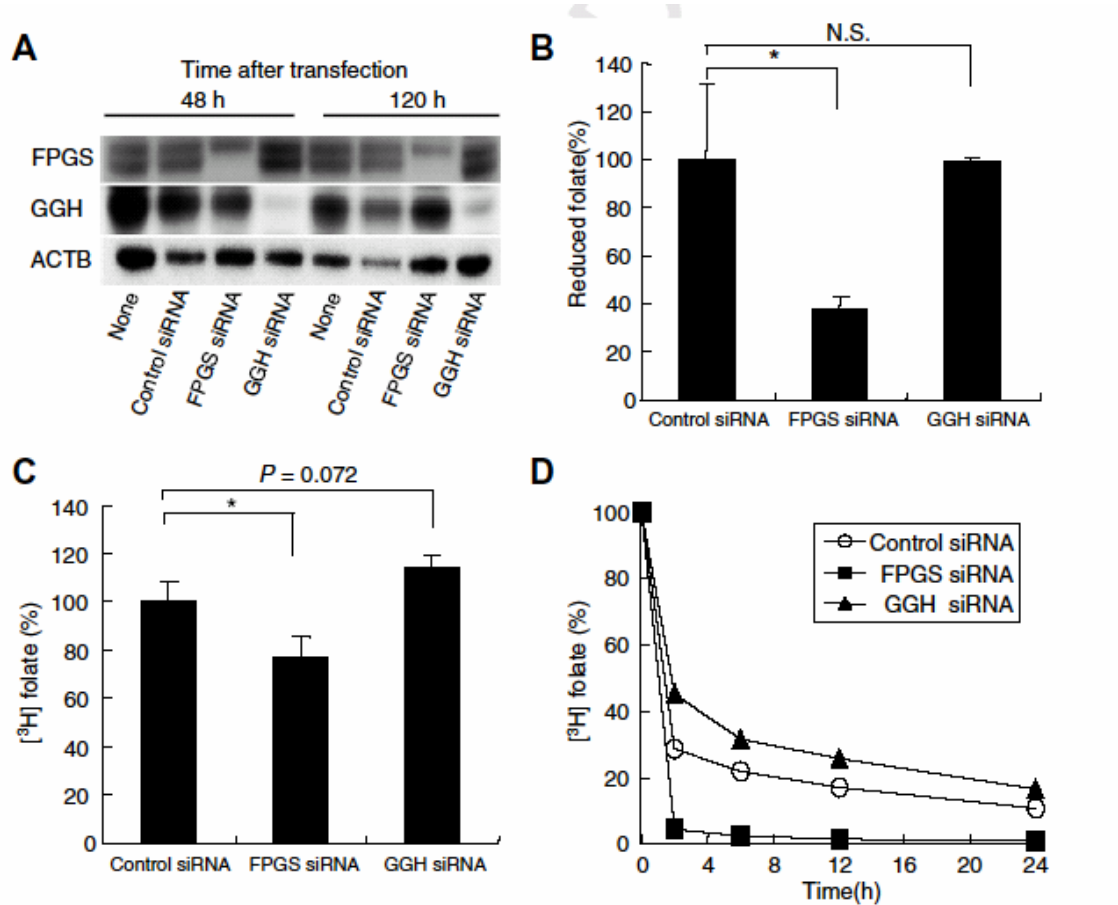 A
Time after transfection
48 h 120 h
FPGS
GGH
ACTB
None Control siRNA FPGS siRNA GGH siRNA None Control siRNA FPGS siRNA GGH siRNA
B
N.S.
*
Reduced folate(%)
140
120
100
80
60
40
20
0
Control siRNA FPGS siRNA GGH siRNA
C
P = 0.072
*
[³H] folate (%)
140
120
100
80
60
40
20
0
Control siRNA FPGS siRNA GGH siRNA
D
[³H] folate (%)
100
80
60
40
20
0
Control siRNA
FPGS siRNA
GGH siRNA
0 4 8 12 16 20 24
Time(h)